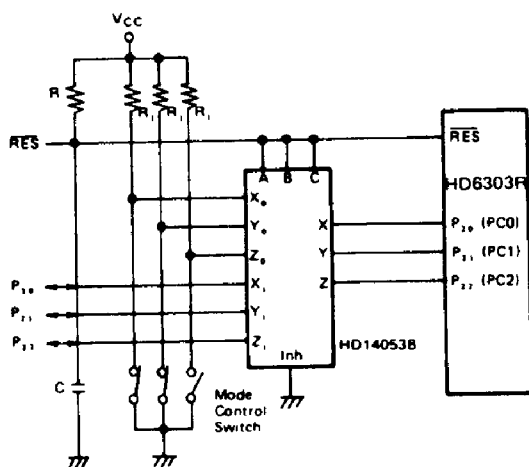 VCC
R
R₁
R₁
R₁
RES
A B C
RES
HD6303R
X₀
Y₀
X
P₂₀ (PC0)
Z₀
Y
P₂₁ (PC1)
P₂₀
X₁
Z
P₂₂ (PC2)
P₂₁
Y₁
P₂₂
Z₁
HD14053B
Inh
C
Mode
Control
Switch